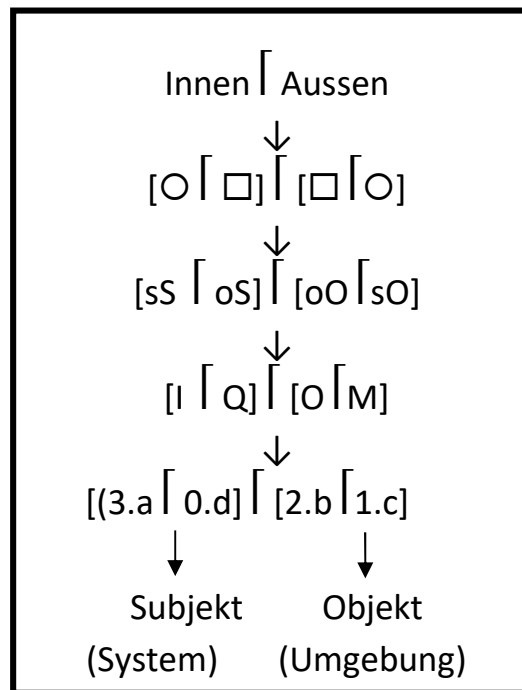 Innen ⎡ Aussen
↓
[○ ⎡ □] ⎡ [□ ⎡ ○]
↓
[sS ⎡ oS] ⎡ [oO ⎡ sO]
↓
[I ⎡ Q] ⎡ [O ⎡ M]
↓
[(3.a ⎡ 0.d] ⎡ [2.b ⎡ 1.c]
↓ ↓
Subjekt Objekt
(System) (Umgebung)